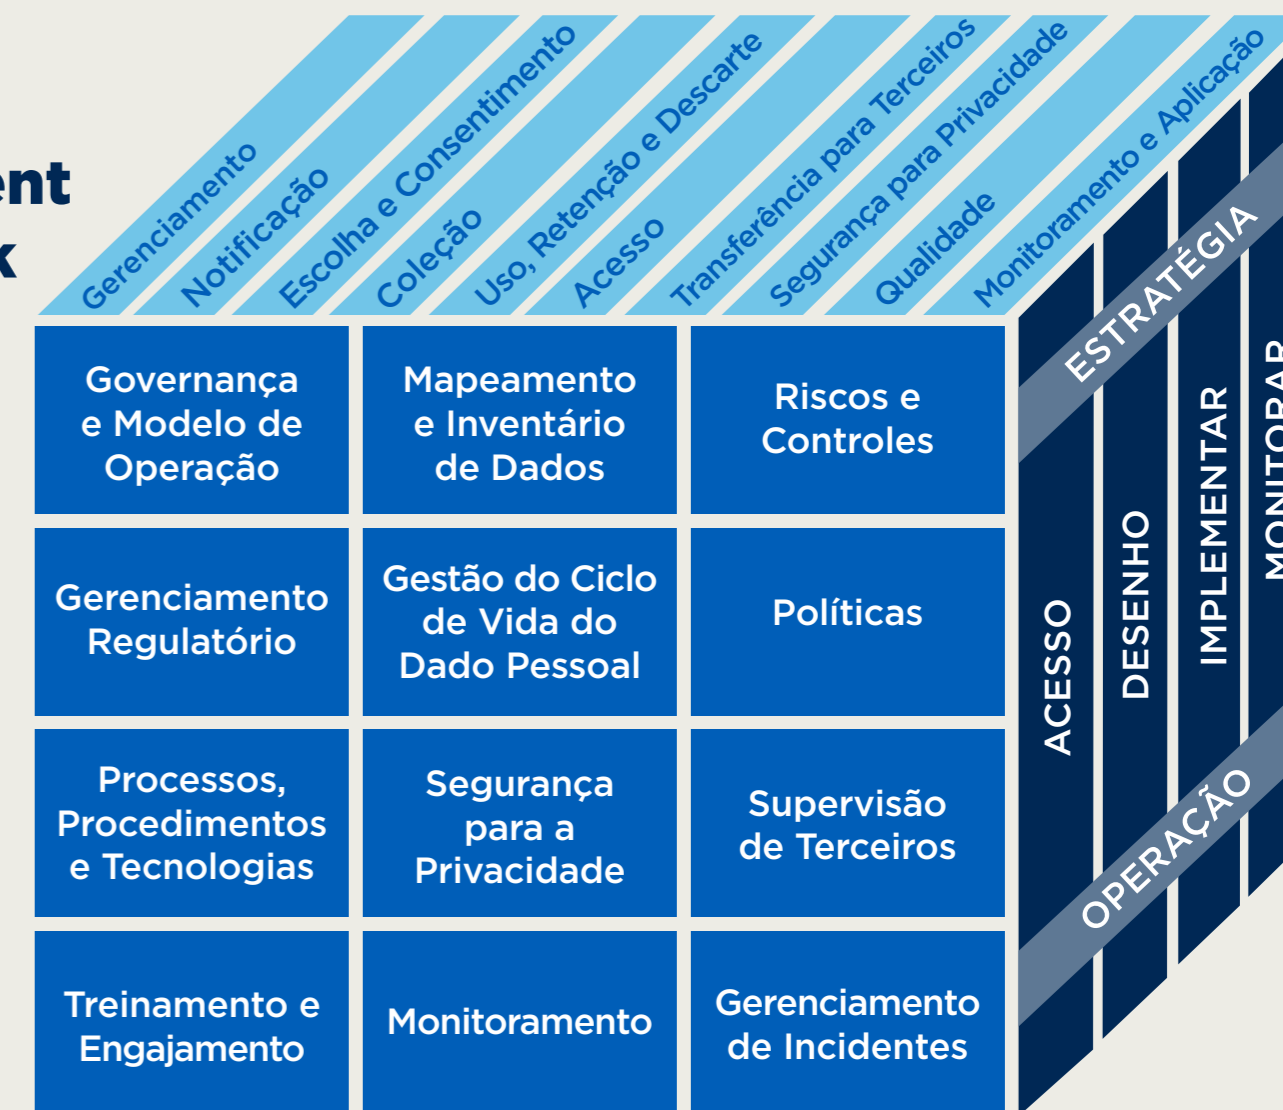 ent
k
Gerenciamento
Notificação
Escolha e Consentimento
Coleção
Uso, Retenção e Descarte
Acesso
Transferência para Terceiros
Segurança para Privacidade
Qualidade
Monitoramento e Aplicação
Governança
e Modelo de
Operação
Mapeamento
e Inventário
de Dados
Riscos e
Controles
Gerenciamento
Regulatório
Gestão do Ciclo
de Vida do
Dado Pessoal
Políticas
Processos,
Procedimentos
e Tecnologias
Segurança
para a
Privacidade
Supervisão
de Terceiros
Treinamento e
Engajamento
Monitoramento
Gerenciamento
de Incidentes
ESTRATÉGIA
ACESSO
DESENHO
IMPLEMENTAR
MONITORAR
OPERAÇÃO